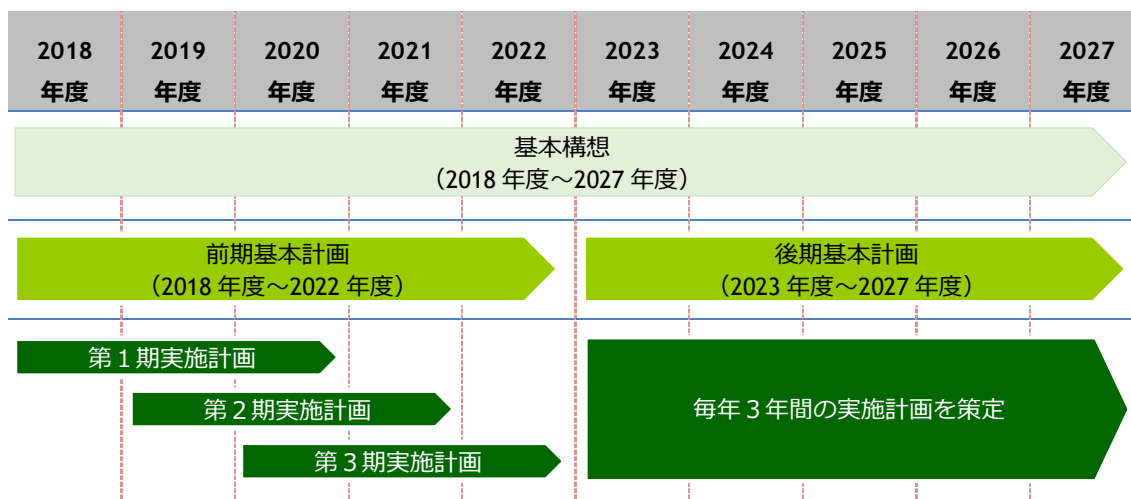 2018 2019 2020 2021 2022 2023 2024 2025 2026 2027
年度 年度 年度 年度 年度 年度 年度 年度 年度 年度
基本構想
(2018 年度~2027 年度)
前期基本計画
(2018 年度~2022 年度)
後期基本計画
(2023 年度~2027 年度)
第1期実施計画
第2期実施計画
第3期実施計画
毎年3年間の実施計画を策定